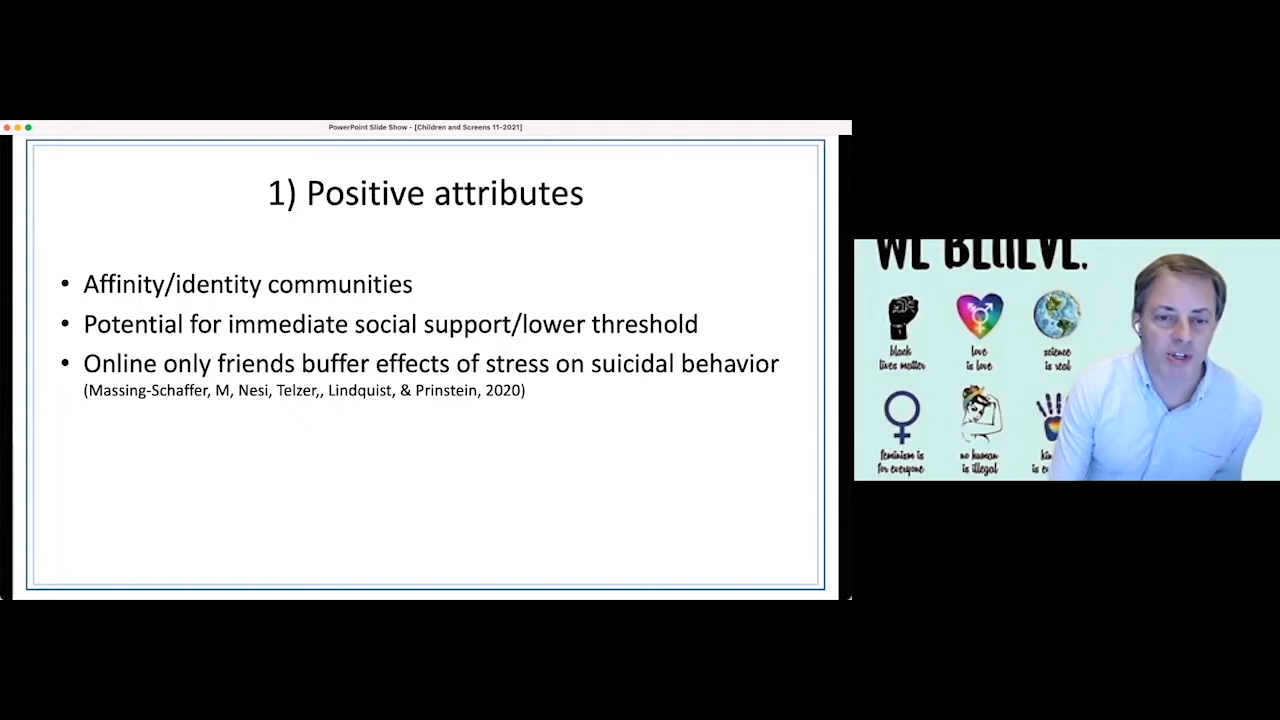 PowerPoint Slide Show - [Children and Screens 11-2021]
1) Positive attributes
• Affinity/identity communities
• Potential for immediate social support/lower threshold
• Online only friends buffer effects of stress on suicidal behavior
(Massing-Schaffer, M, Nesi, Telzer,, Lindquist, & Prinstein, 2020)
WE BELIEVE.
black
lives matter
love
is love
science
is real
feminism is
for everyone
no human
is illegal